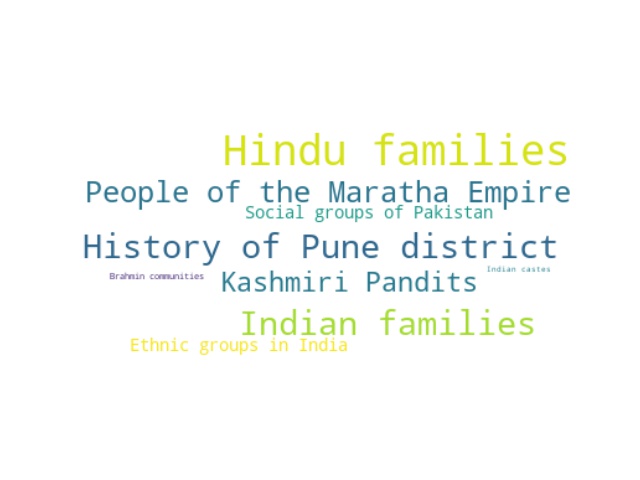 Hindu families
People of the Maratha Empire
Social groups of Pakistan
History of Pune district
Indian castes
Brahmin communities
Kashmiri Pandits
Indian families
Ethnic groups in India